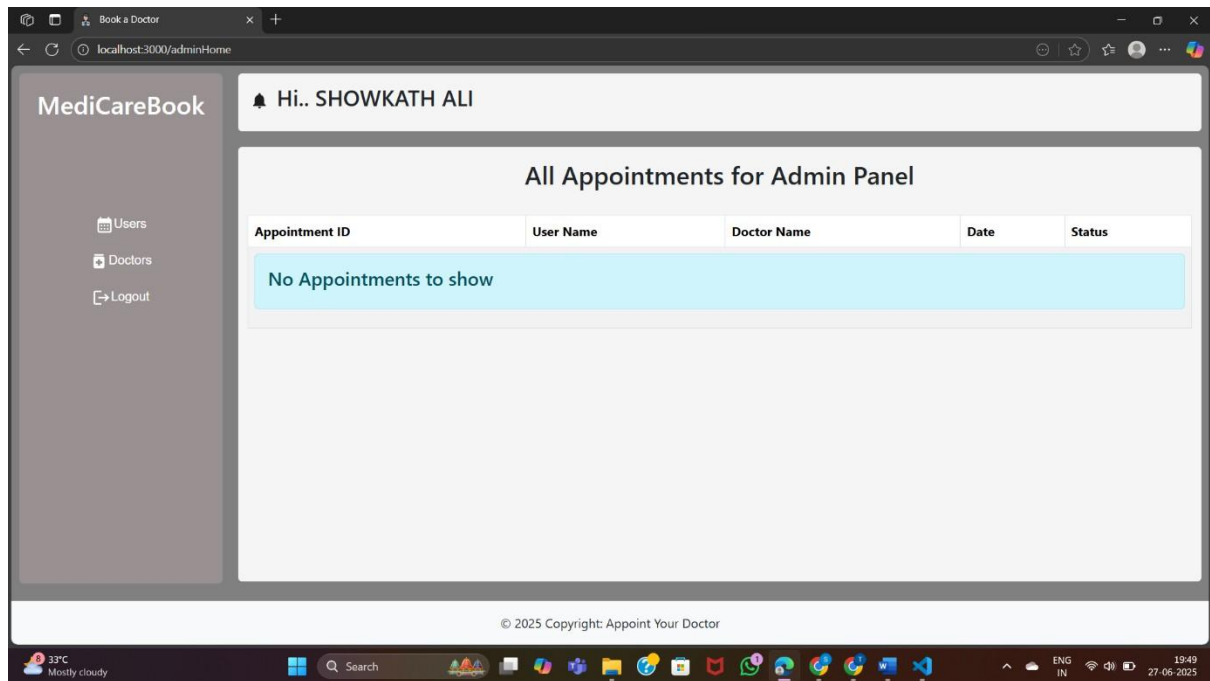 Book a Doctor
localhost:3000/adminHome
MediCareBook
Hi.. SHOWKATH ALI
All Appointments for Admin Panel
Users
Doctors
Logout
Appointment ID User Name Doctor Name Date Status
No Appointments to show
© 2025 Copyright: Appoint Your Doctor
8
33°C
Mostly cloudy
Search
ENG
IN
19:49
27-06-2025